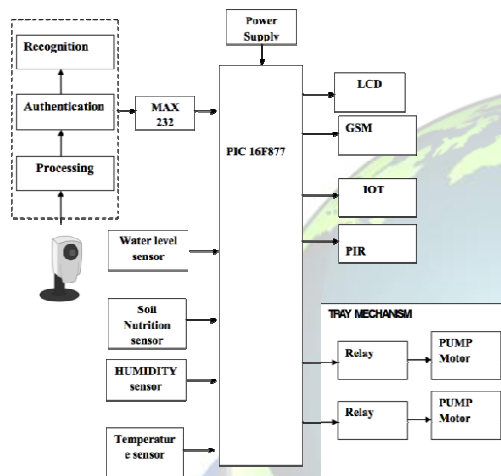 Power
Supply
Recognition
Authentication
Processing
MAX
232
PIC 16F877
LCD
GSM
IOT
PIR
Water level
sensor
Soil
Nutrition
sensor
HUMIDITY
sensor
Temperatur
e sensor
TRAY MECHANISM
Relay
PUMP
Motor
Relay
PUMP
Motor